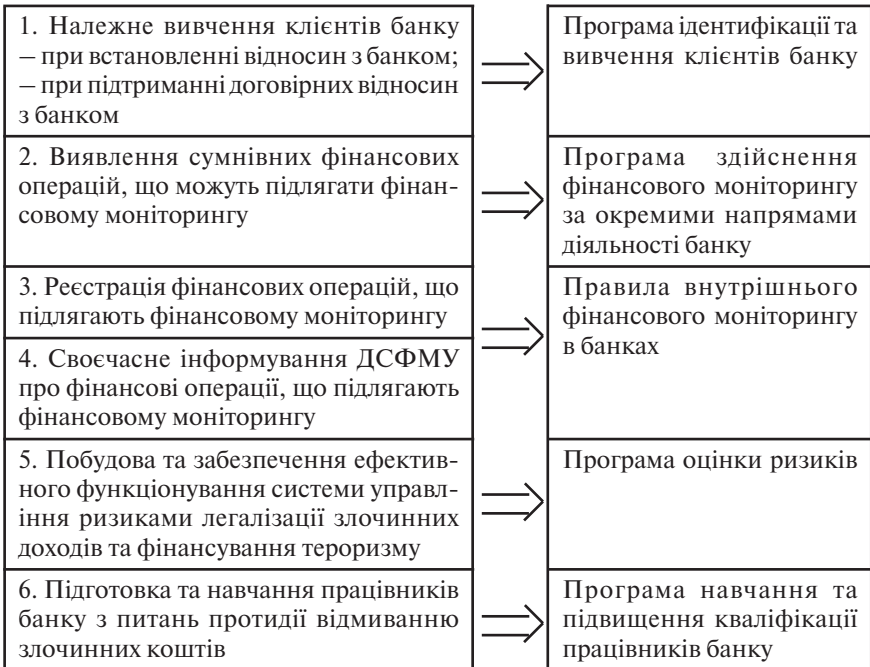 1. Належне вивчення клієнтів банку
– при встановленні відносин з банком;
– при підтриманні договірних відносин
з банком
Програма ідентифікації та
вивчення клієнтів банку
2. Виявлення сумнівних фінансових
операцій, що можуть підлягати фінан-
совому моніторингу
Програма здійснення
фінансового моніторингу
за окремими напрямами
діяльності банку
3. Реєстрація фінансових операцій, що
підлягають фінансовому моніторингу
4. Своєчасне інформування ДСФМУ
про фінансові операції, що підлягають
фінансовому моніторингу
Правила внутрішнього
фінансового моніторингу
в банках
5. Побудова та забезпечення ефектив-
ного функціонування системи управл-
іння ризиками легалізації злочинних
доходів та фінансування тероризму
Програма оцінки ризиків
6. Підготовка та навчання працівників
банку з питань протидії відмиванню
злочинних коштів
Програма навчання та
підвищення кваліфікації
працівників банку